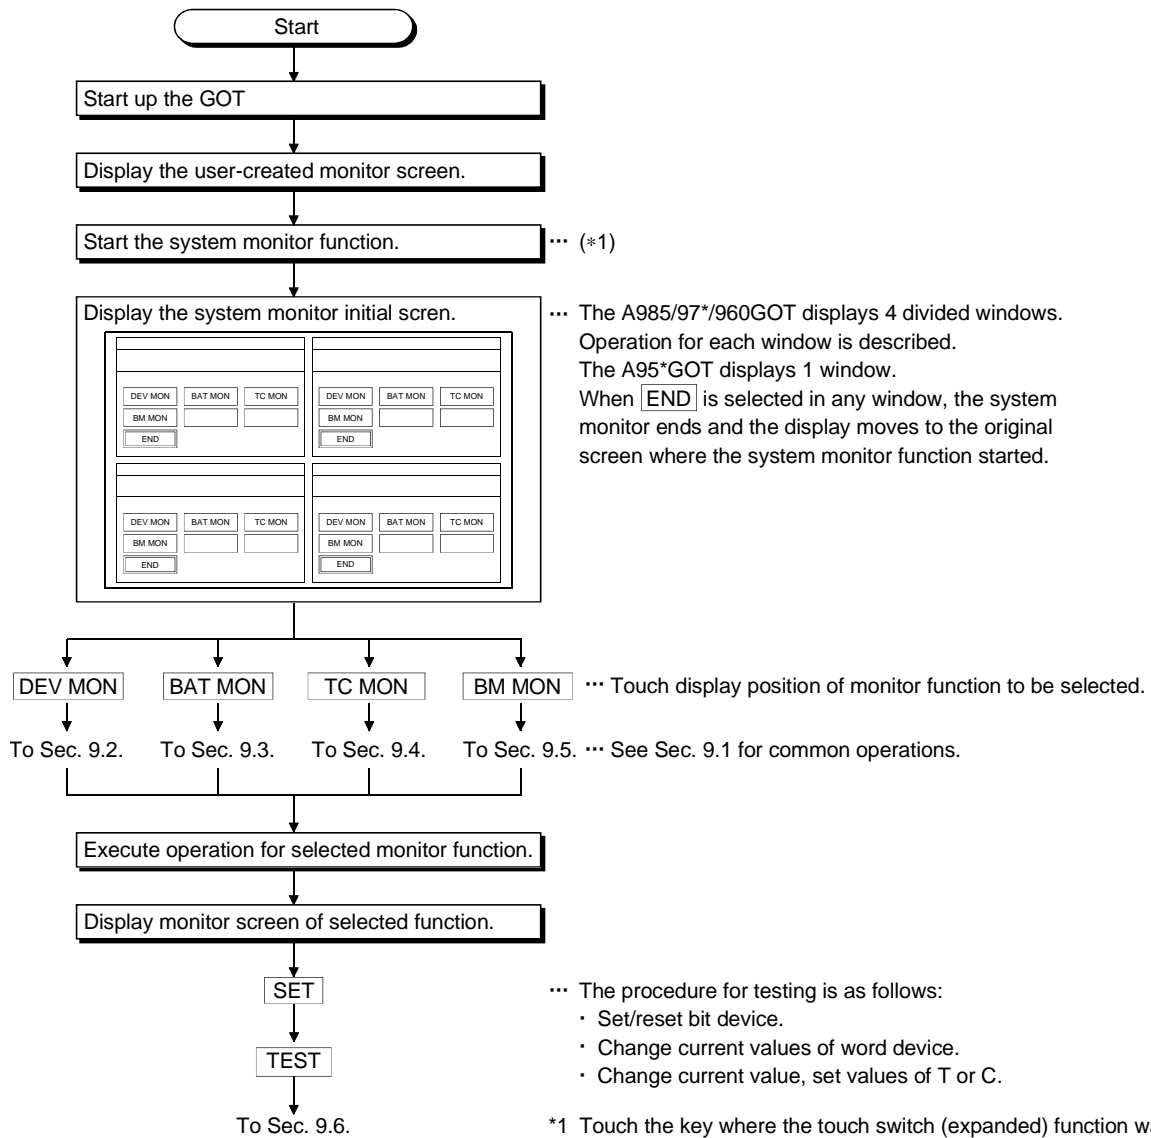 Start
Start up the GOT
Display the user-created monitor screen.
Start the system monitor function.
··· (*1)
Display the system monitor initial scren.
DEV MON BAT MON TC MON
BM MON
END
DEV MON BAT MON TC MON
BM MON
END
DEV MON BAT MON TC MON
BM MON
END
DEV MON BAT MON TC MON
BM MON
END
··· The A985/97*/960GOT displays 4 divided windows.
Operation for each window is described.
The A95*GOT displays 1 window.
When END is selected in any window, the system
monitor ends and the display moves to the original
screen where the system monitor function started.
DEV MON BAT MON TC MON BM MON ··· Touch display position of monitor function to be selected.
To Sec. 9.2. To Sec. 9.3. To Sec. 9.4. To Sec. 9.5. ··· See Sec. 9.1 for common operations.
Execute operation for selected monitor function.
Display monitor screen of selected function.
SET
··· The procedure for testing is as follows:
· Set/reset bit device.
· Change current values of word device.
· Change current value, set values of T or C.
TEST
To Sec. 9.6.
*1 Touch the key where the touch switch (expanded) function